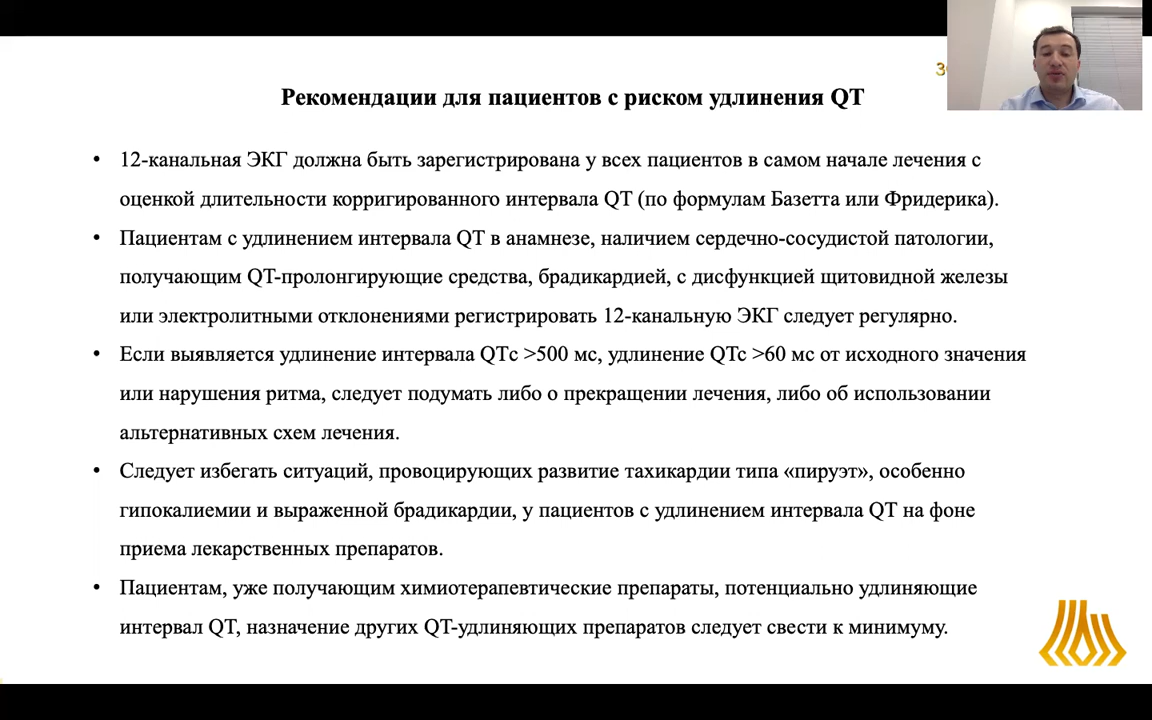 Зо
Рекомендации для пациентов с риском удлинения QT
• 12-канальная ЭКГ должна быть зарегистрирована у всех пациентов в самом начале лечения с
оценкой длительности корригированного интервала QT (по формулам Базетта или Фридерика).
• Пациентам с удлинением интервала QT в анамнезе, наличием сердечно-сосудистой патологии,
получающим QT-пролонгирующие средства, брадикардией, с дисфункцией щитовидной железы
или электролитными отклонениями регистрировать 12-канальную ЭКГ следует регулярно.
• Если выявляется удлинение интервала QTc >500 мс, удлинение QTc >60 мс от исходного значения
или нарушения ритма, следует подумать либо о прекращении лечения, либо об использовании
альтернативных схем лечения.
• Следует избегать ситуаций, провоцирующих развитие тахикардии типа «пируэт», особенно
гипокалиемии и выраженной брадикардии, у пациентов с удлинением интервала QT на фоне
приема лекарственных препаратов.
• Пациентам, уже получающим химиотерапевтические препараты, потенциально удлиняющие
интервал QT, назначение других QT-удлиняющих препаратов следует свести к минимуму.